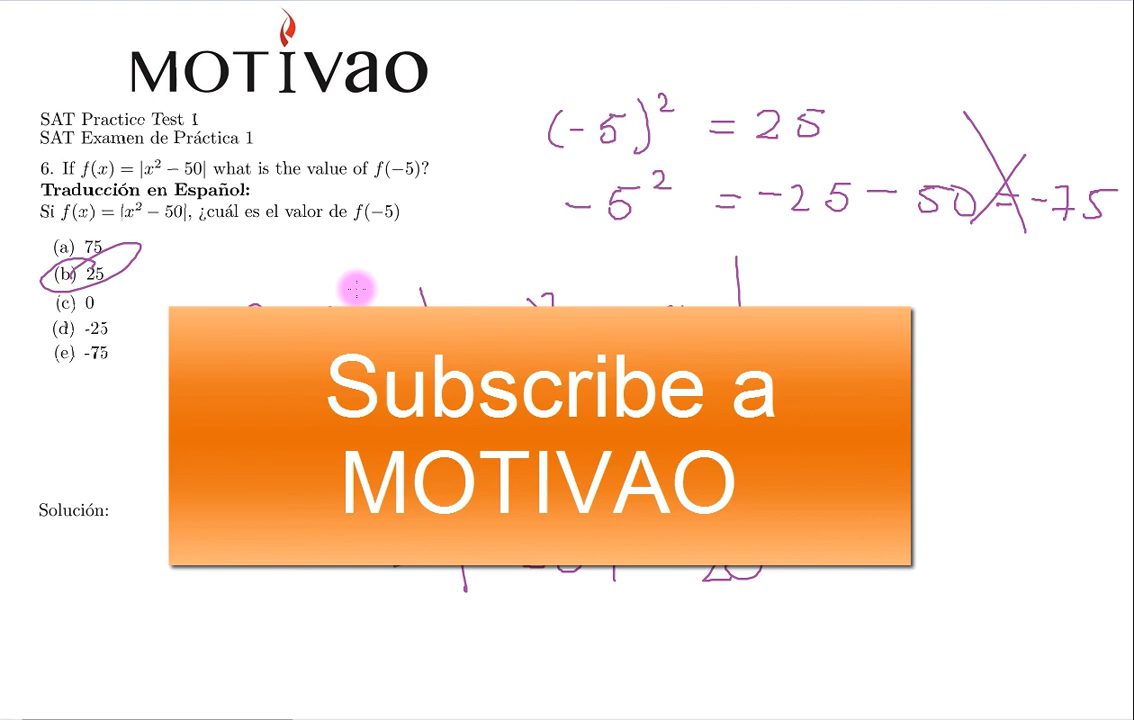 MOTIVAO
SAT Practice Test 1
SAT Examen de Práctica 1
6. If f(x) = |x² − 50| what is the value of f(−5)?
Traducción en Español:
Si f(x) = |x² − 50|, ¿cuál es el valor de f(−5)
(a) 75
(b) 25
(c) 0
(d) -25
(e) -75
(-5)² = 25
-5² = -25 - 50 = -75
Subscribe a
MOTIVAO
Solución: